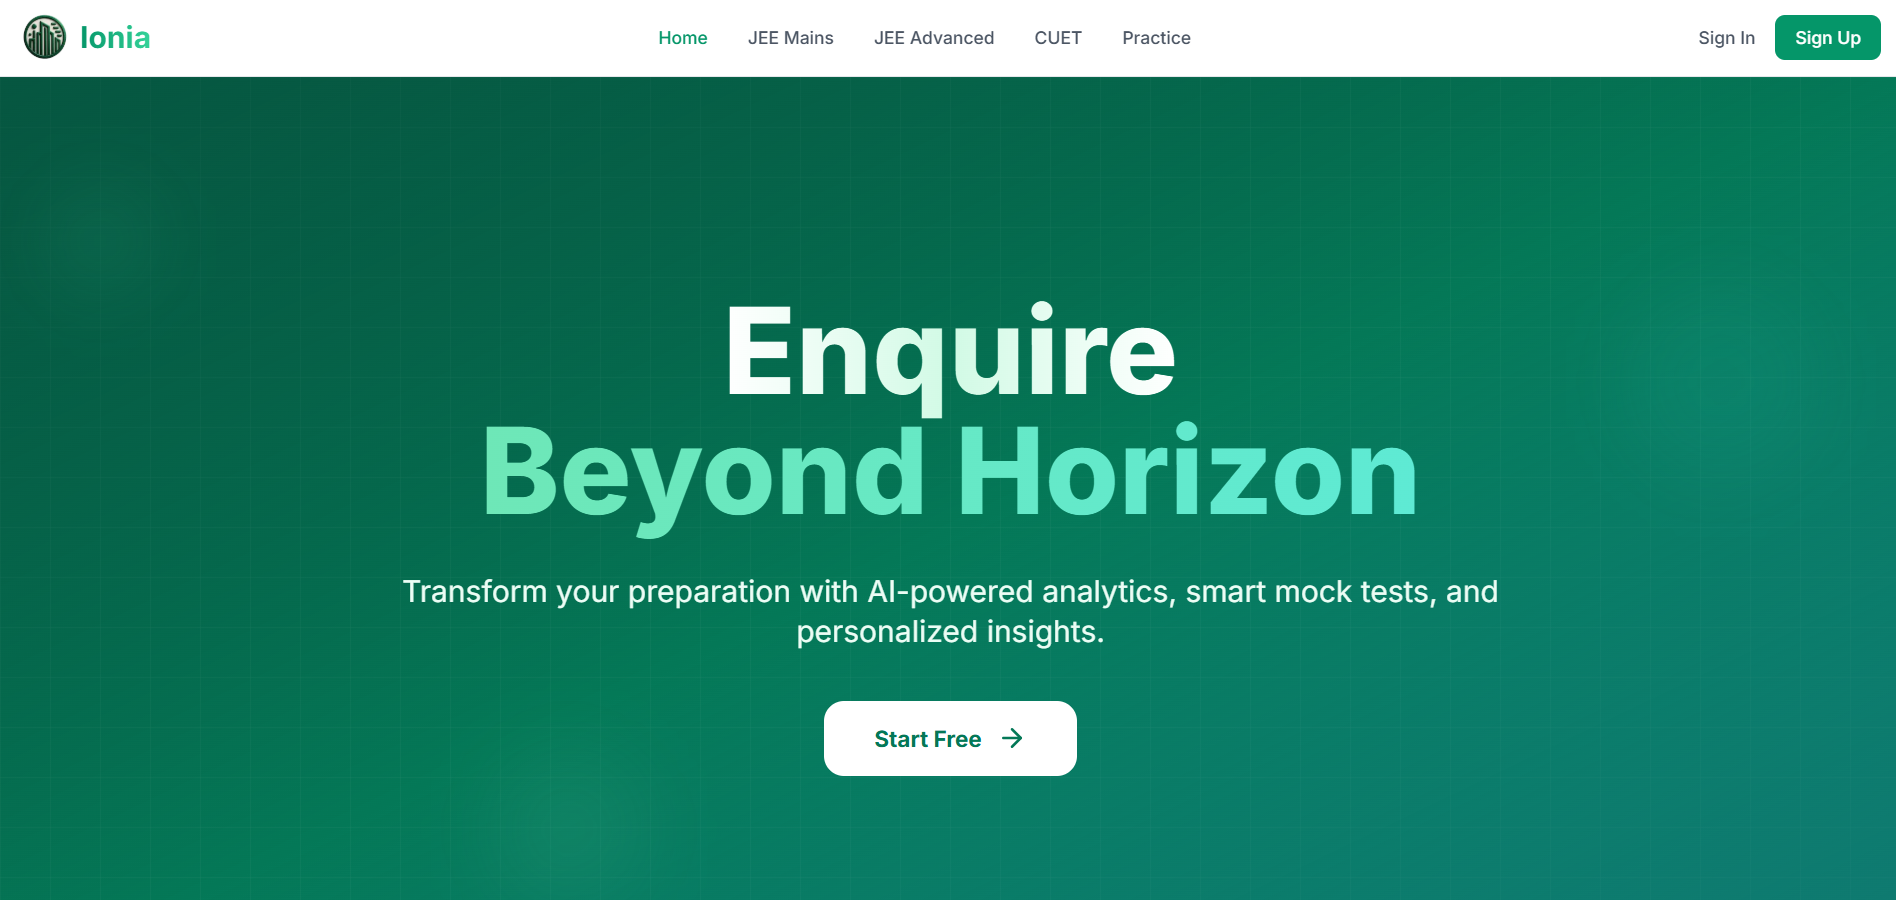 Ionia
Home
JEE Mains
JEE Advanced
CUET
Practice
Sign In
Sign Up
Enquire
Beyond Horizon
Transform your preparation with AI-powered analytics, smart mock tests, and
personalized insights.
Start Free